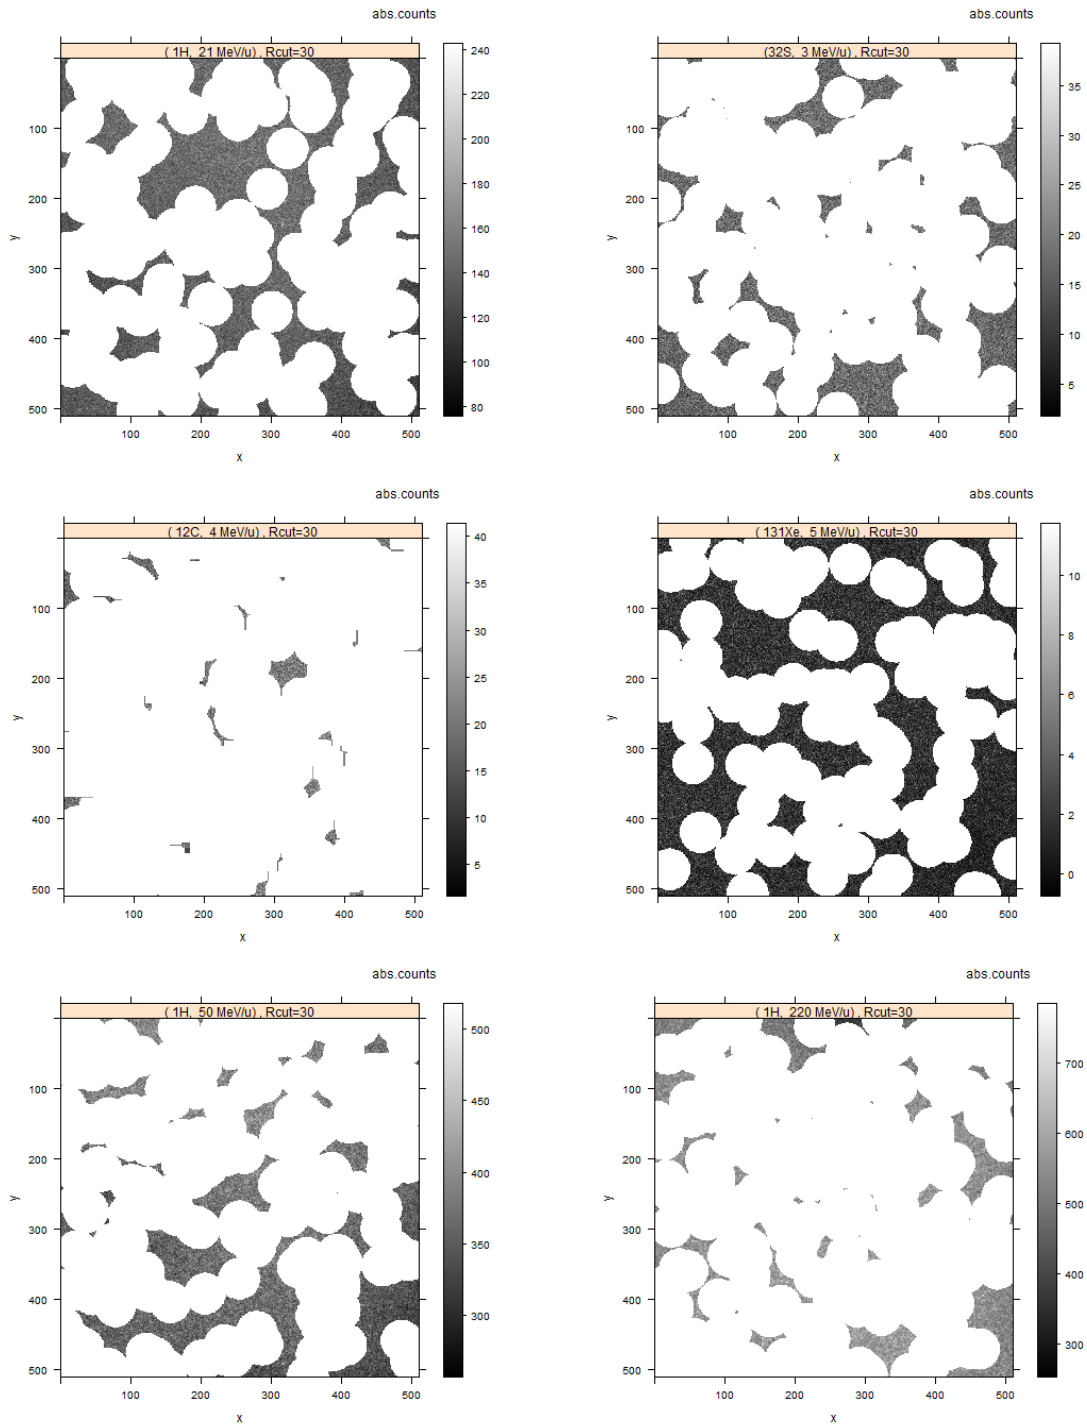 abs.counts
( 1H, 21 MeV/u) , Rcut=30
240
220
200
180
160
140
120
100
80
100
200
300
400
500
y
100 200 300 400 500
x
abs.counts
(32S, 3 MeV/u) , Rcut=30
35
30
25
20
15
10
5
100
200
300
400
500
y
100 200 300 400 500
x
abs.counts
( 12C, 4 MeV/u) , Rcut=30
40
35
30
25
20
15
10
5
100
200
300
400
500
y
100 200 300 400 500
x
abs.counts
( 131Xe, 5 MeV/u) , Rcut=30
10
8
6
4
2
0
100
200
300
400
500
y
100 200 300 400 500
x
abs.counts
( 1H, 50 MeV/u) , Rcut=30
500
450
400
350
300
100
200
300
400
500
y
100 200 300 400 500
x
abs.counts
( 1H, 220 MeV/u) , Rcut=30
700
600
500
400
300
100
200
300
400
500
y
100 200 300 400 500
x